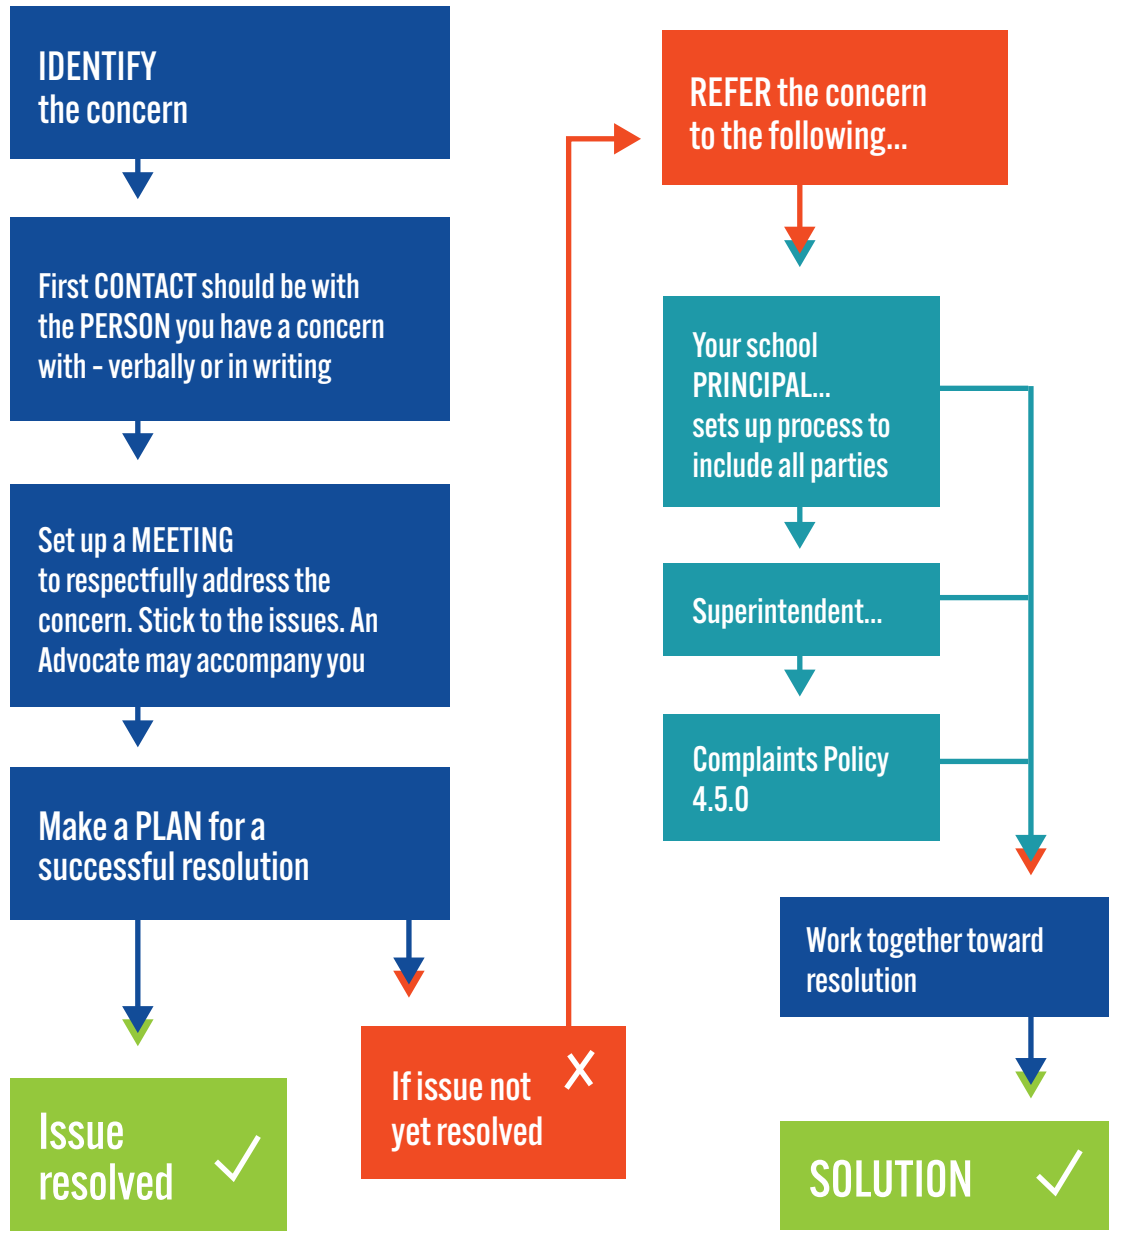 IDENTIFY
the concern
First CONTACT should be with
the PERSON you have a concern
with – verbally or in writing
Set up a MEETING
to respectfully address the
concern. Stick to the issues. An
Advocate may accompany you
Make a PLAN for a
successful resolution
Issue
resolved
If issue not
yet resolved
REFER the concern
to the following...
Your school
PRINCIPAL...
sets up process to
include all parties
Superintendent...
Complaints Policy
4.5.0
Work together toward
resolution
SOLUTION